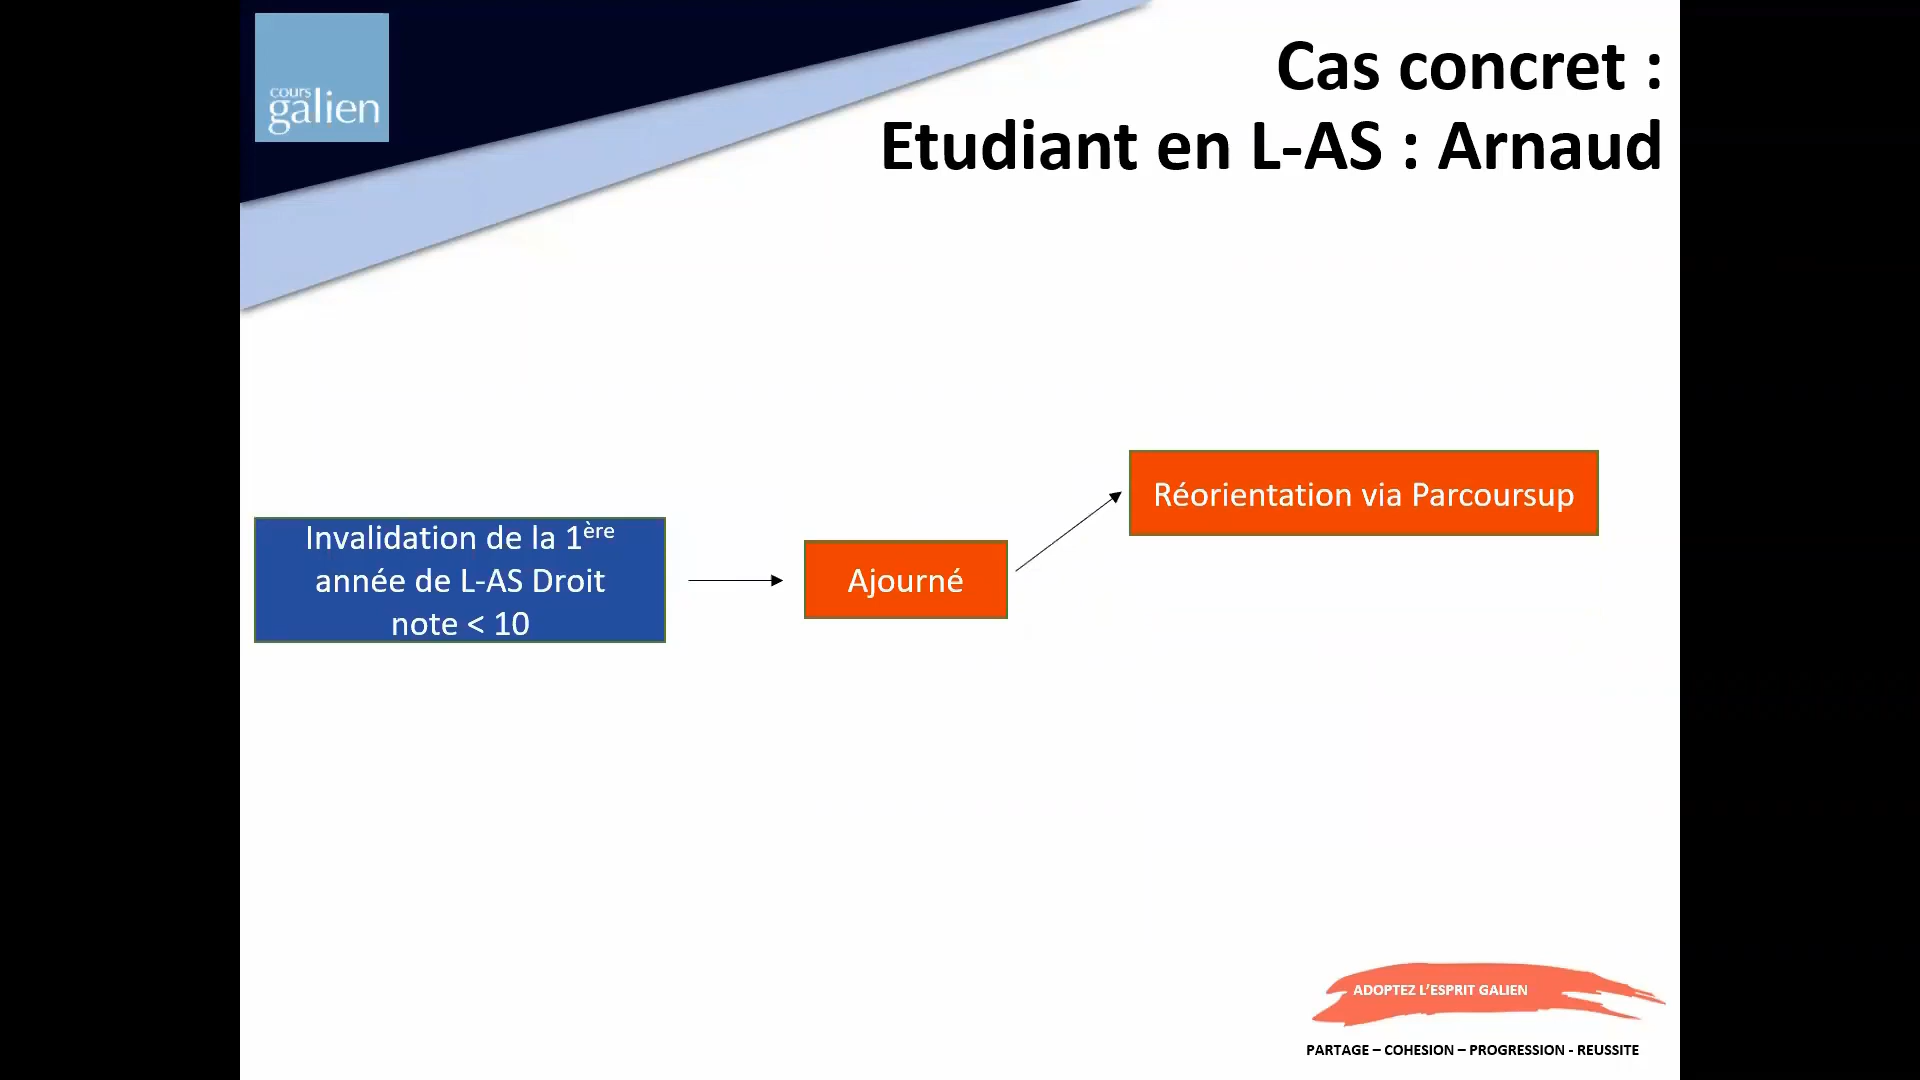 cours
galien
Cas concret :
Etudiant en L-AS : Arnaud
Réorientation via Parcoursup
Invalidation de la 1ère
année de L-AS Droit
note < 10
Ajourné
ADOPTEZ L’ESPRIT GALIEN
PARTAGE – COHESION – PROGRESSION - REUSSITE